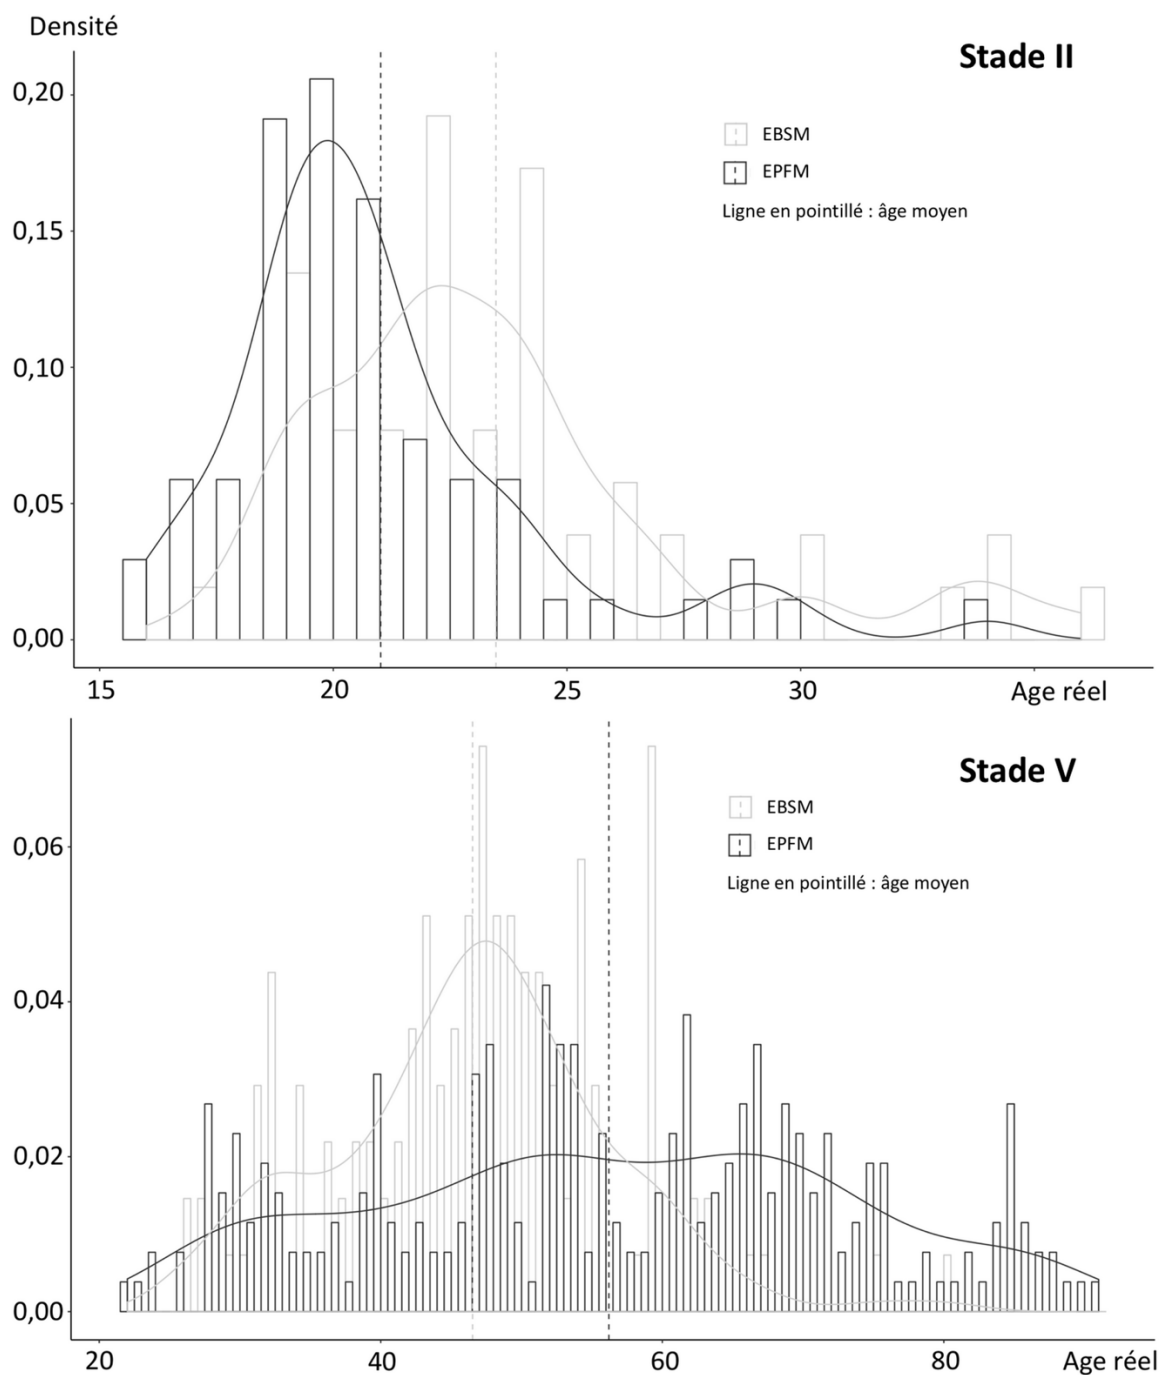 Densité
Stade II
0,20
EBSM
EPFM
Ligne en pointillé : âge moyen
0,15
0,10
0,05
0,00
15 20 25 30 Age réel
Stade V
EBSM
0,06
EPFM
Ligne en pointillé : âge moyen
0,04
0,02
0,00
20 40 60 80 Age réel